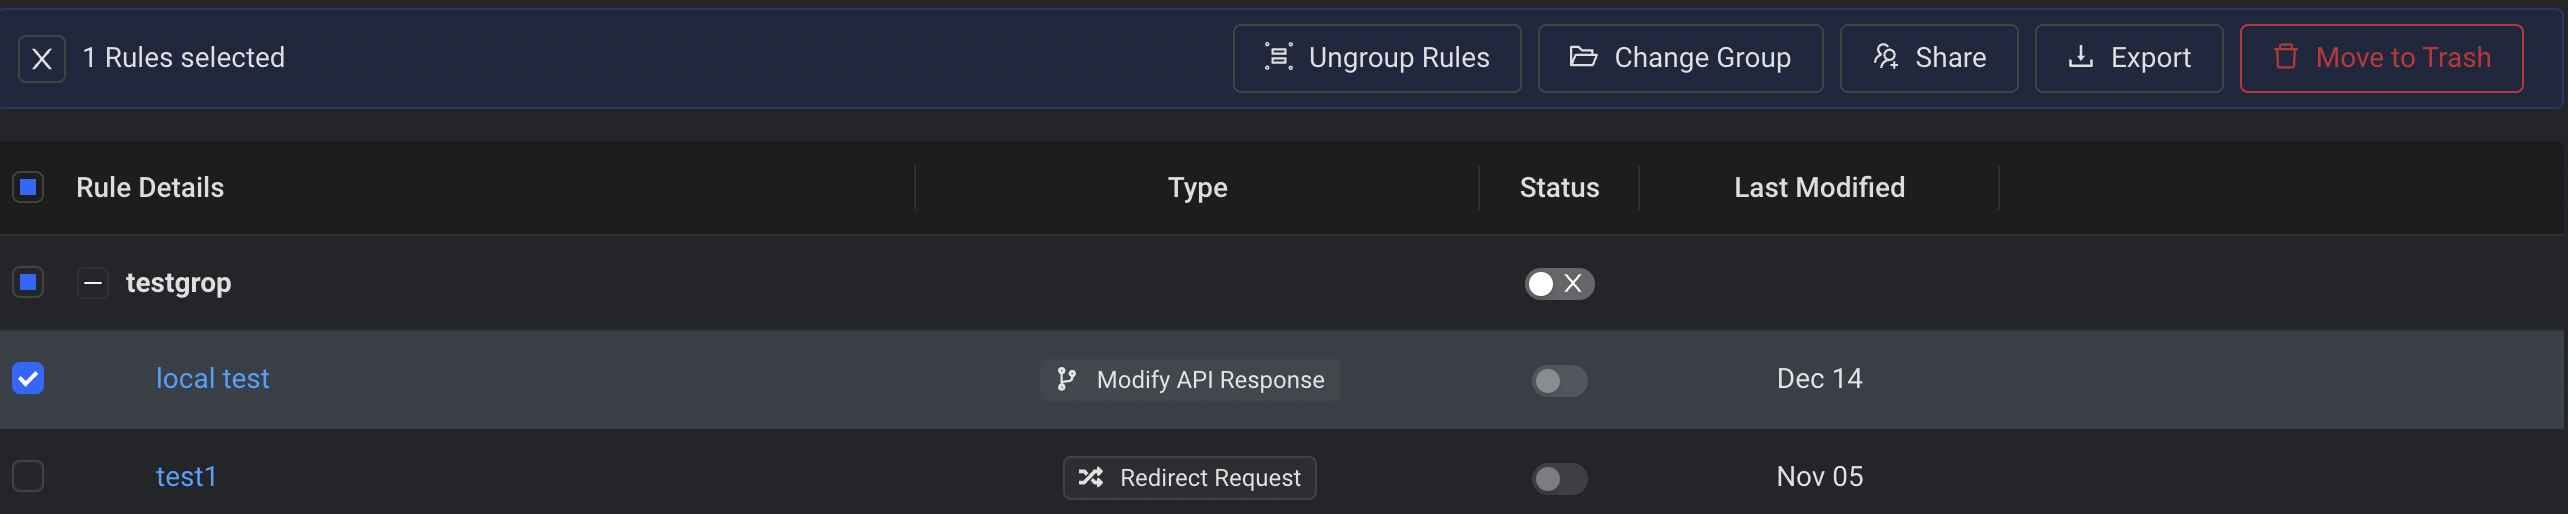 X 1 Rules selected Ungroup Rules Change Group Share Export Move to Trash
Rule Details Type Status Last Modified
testgrop
local test Modify API Response Dec 14
test1 Redirect Request Nov 05